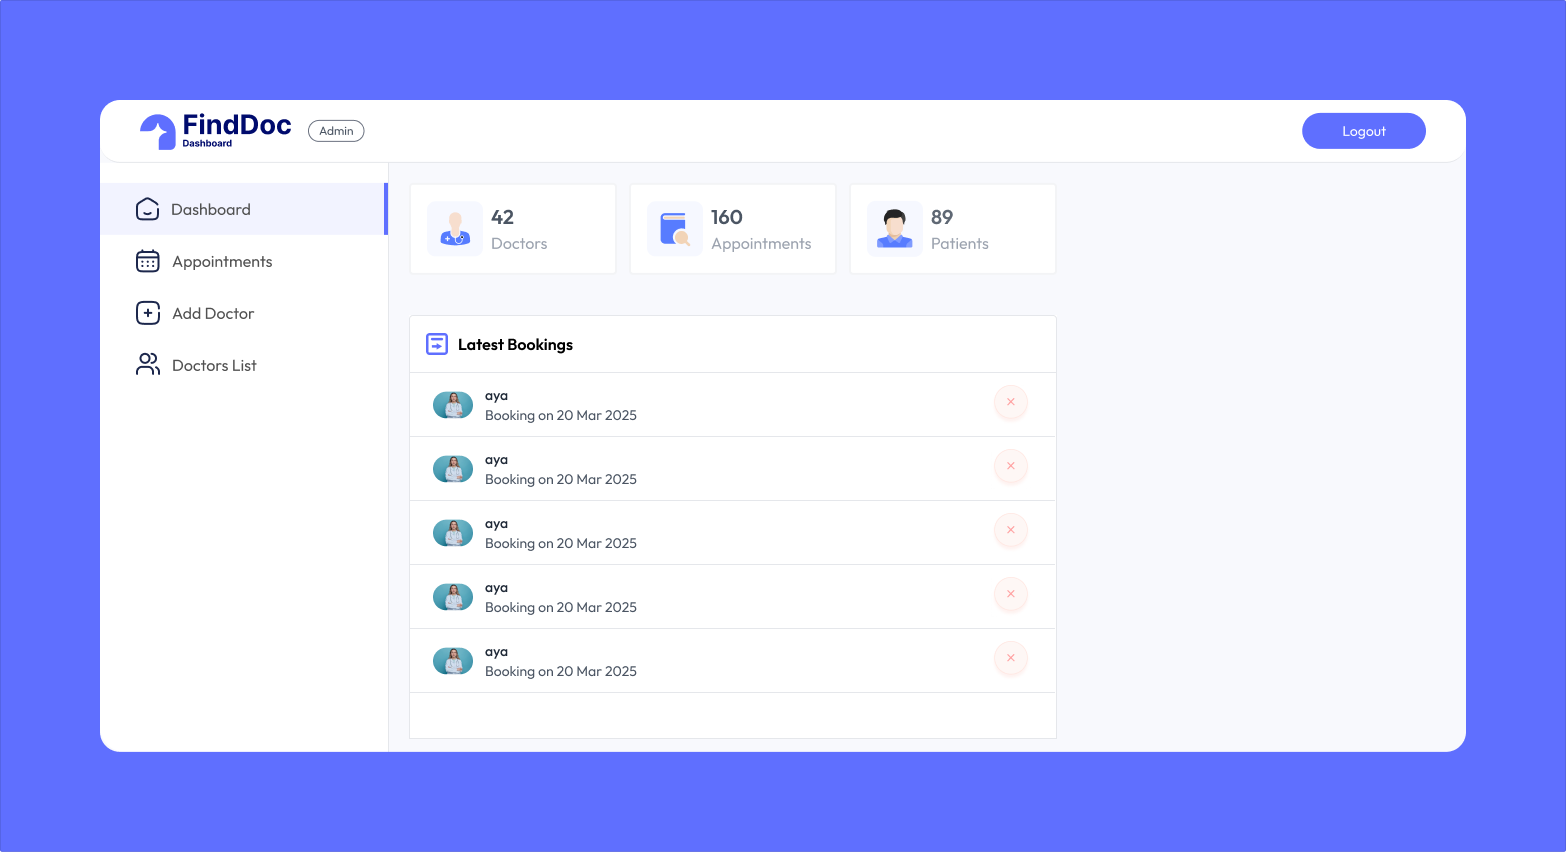 FindDoc
Dashboard
Admin
Logout
Dashboard
Appointments
Add Doctor
Doctors List
42
Doctors
160
Appointments
89
Patients
Latest Bookings
aya
Booking on 20 Mar 2025
aya
Booking on 20 Mar 2025
aya
Booking on 20 Mar 2025
aya
Booking on 20 Mar 2025
aya
Booking on 20 Mar 2025